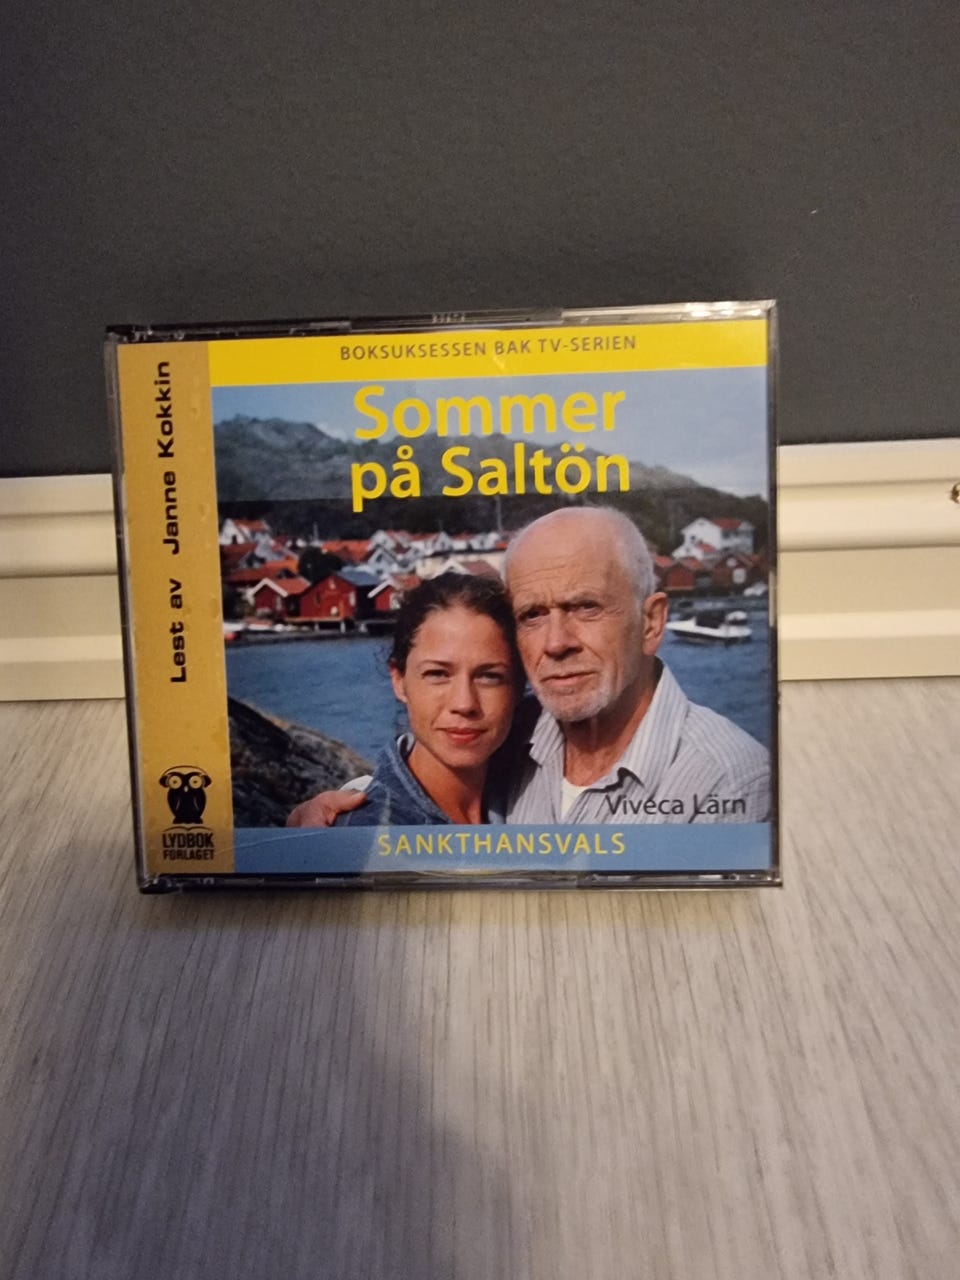 BOKSUKSESSEN BAK TV-SERIEN
Sommer
på Saltön
Lest av Janne Kokkin
Viveca Lärn
SANKTHANSVALS
LYDBOK
FORLAGET